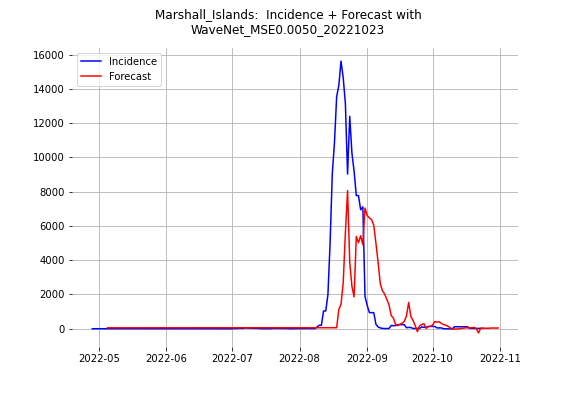 Marshall_Islands:  Incidence + Forecast with
WaveNet_MSE0.0050_20221023
Incidence
Forecast
16000
14000
12000
10000
8000
6000
4000
2000
0
2022-05 2022-06 2022-07 2022-08 2022-09 2022-10 2022-11